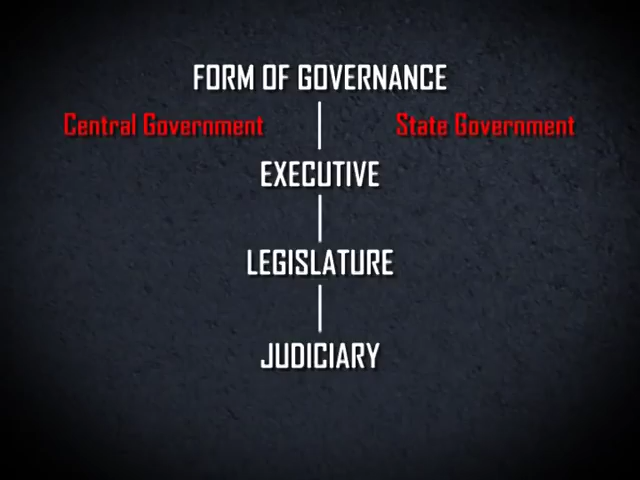 FORM OF GOVERNANCE
Central Government
State Government
EXECUTIVE
LEGISLATURE
JUDICIARY